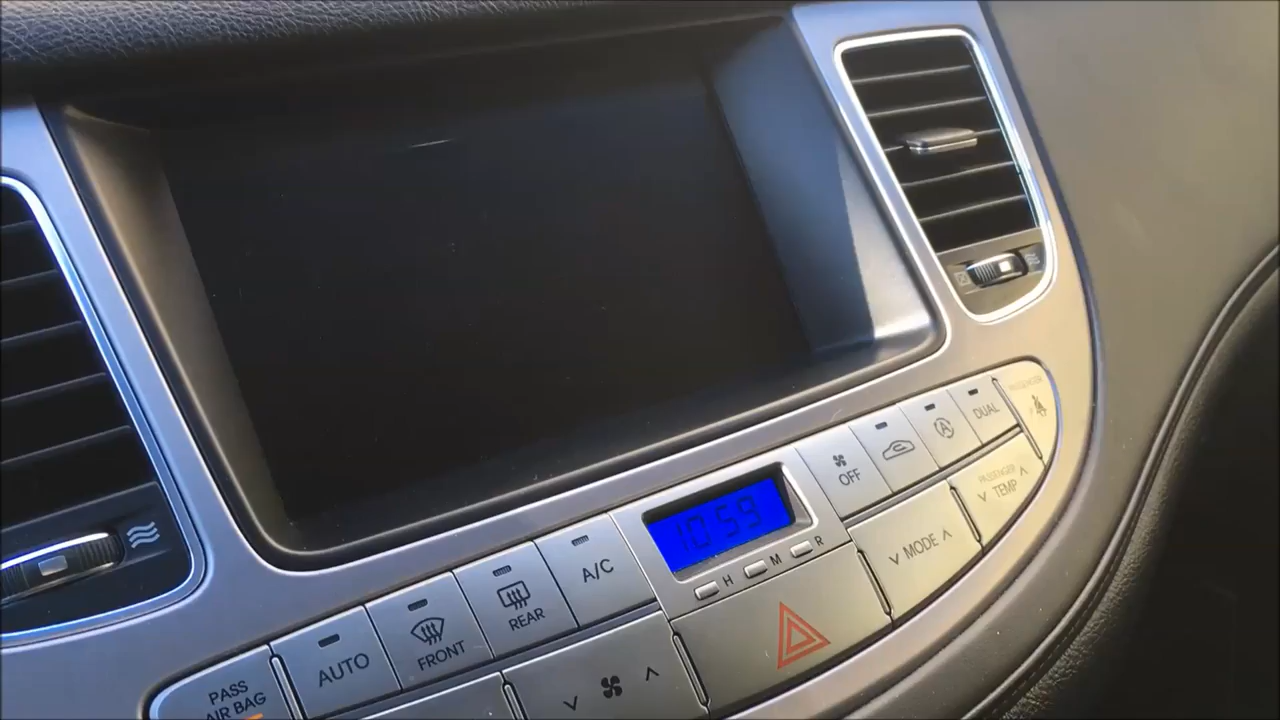 10:59
H
M
R
OFF
DUAL
PASSENGER
PASSENGER
TEMP
MODE
A/C
REAR
FRONT
AUTO
PASS
AIR BAG